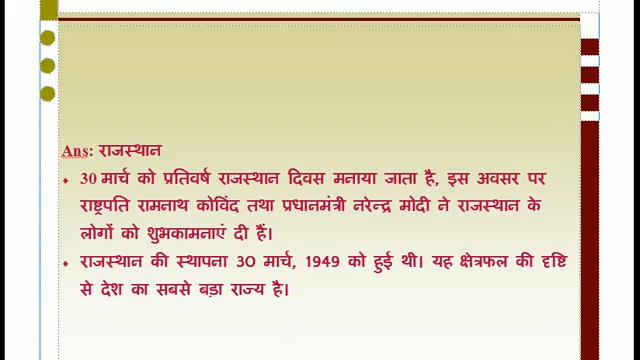 Ans: राजस्थान
30 मार्च को प्रतिवर्ष राजस्थान दिवस मनाया जाता है, इस अवसर पर
राष्ट्रपति रामनाथ कोविंद तथा प्रधानमंत्री नरेन्द्र मोदी ने राजस्थान के
लोगों को शुभकामनाएं दी हैं।
राजस्थान की स्थापना 30 मार्च, 1949 को हुई थी। यह क्षेत्रफल की दृष्टि
से देश का सबसे बड़ा राज्य है।